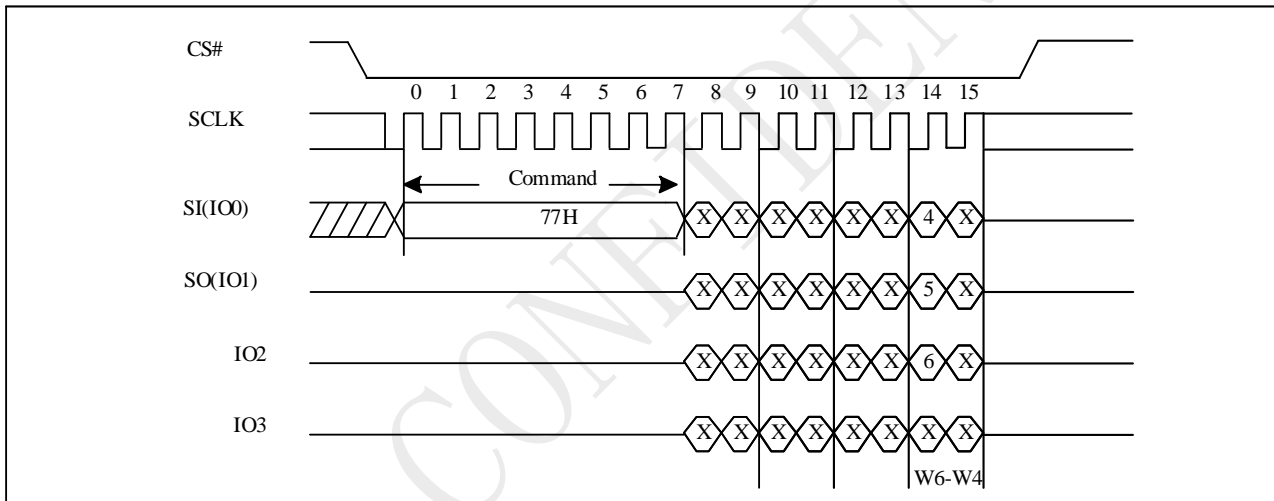 CS#
0 1 2 3 4 5 6 7 8 9 10 11 12 13 14 15
SCLK
Command
SI(IO0) 77H X X X X X X 4 X
SO(IO1) X X X X X X 5 X
IO2 X X X X X X 6 X
IO3 X X X X X X X X
W6-W4
CONFIDEN